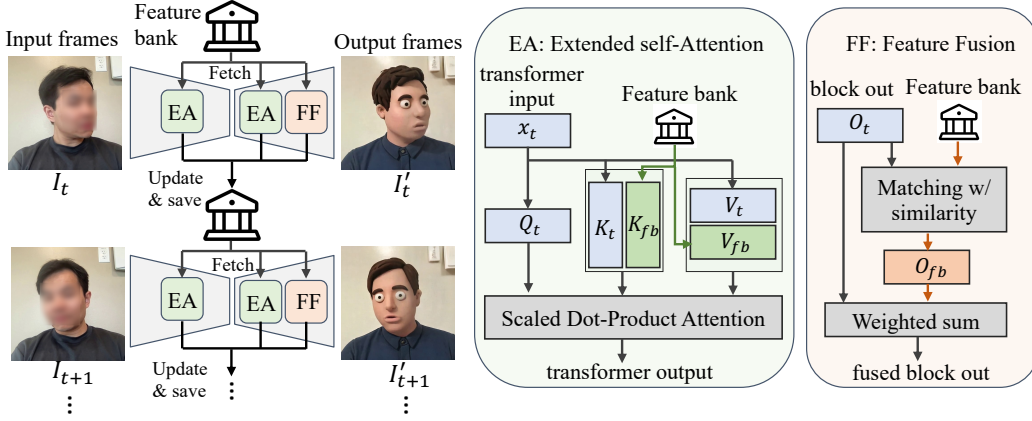 Input frames
Feature
bank
Output frames
Fetch
EA
EA
FF
I_t
Update
& save
I'_t
Fetch
EA
EA
FF
I_{t+1}
Update
& save
I'_{t+1}
⋮
⋮
⋮
EA: Extended self-Attention
transformer
input
Feature bank
x_t
Q_t
K_t
K_{fb}
V_t
V_{fb}
Scaled Dot-Product Attention
transformer output
FF: Feature Fusion
block out
Feature bank
O_t
Matching w/
similarity
O_{fb}
Weighted sum
fused block out